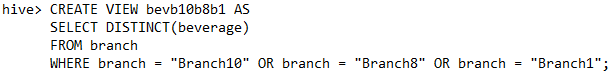 hive> CREATE VIEW bevb10b8b1 AS
SELECT DISTINCT(beverage)
FROM branch
WHERE branch = "Branch10" OR branch = "Branch8" OR branch = "Branch1";